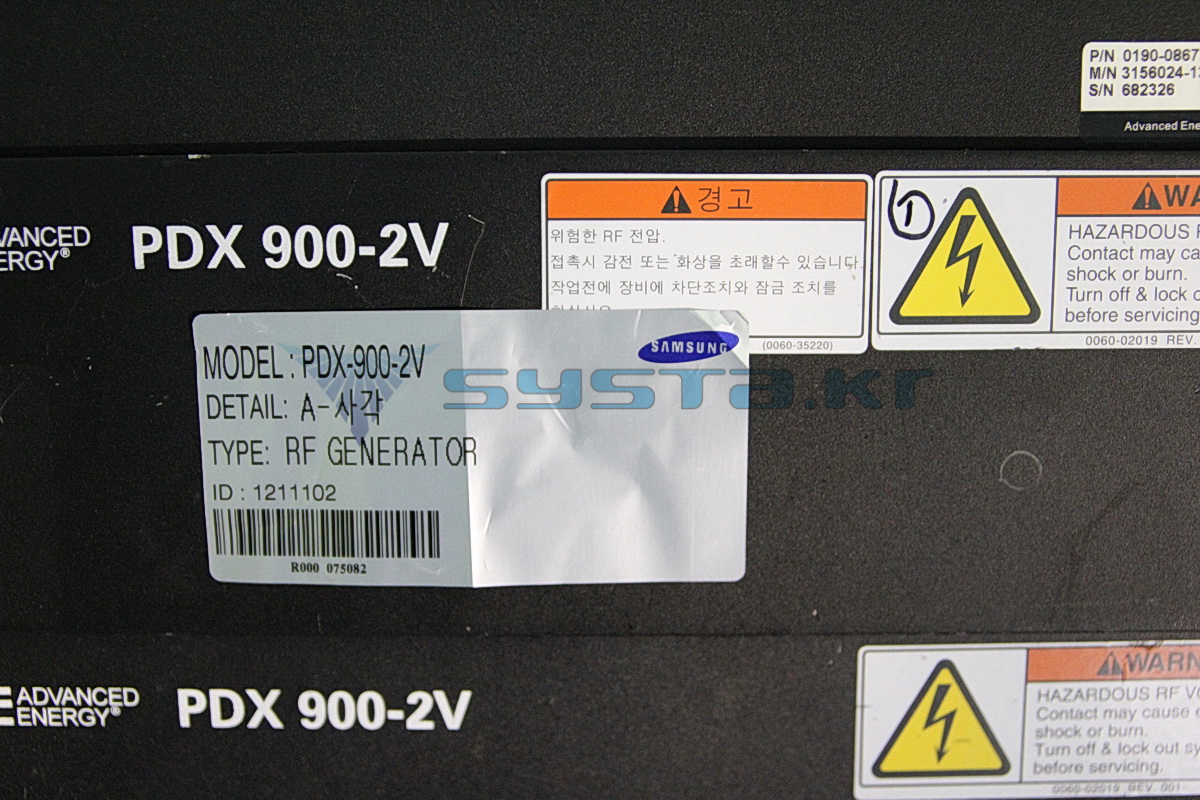 P/N 0190-0867
M/N 3156024-13
S/N 682326
Advanced Ene
VANCED
ERGY®
PDX 900-2V
경고
위험한 RF 전압.
접촉시 감전 또는 화상을 초래할수 있습니다.
작업전에 장비에 차단조치와 잠금 조치를
(0060-35220)
1
WA
HAZARDOUS R
Contact may ca
shock or burn.
Turn off & lock o
before servicing
0060-02019 REV.
MODEL : PDX-900-2V
SAMSUNG
DETAIL: A-사각
TYPE: RF GENERATOR
ID : 1211102
R000 075082
systa.kr
E ADVANCED
ENERGY®
PDX 900-2V
WARN
HAZARDOUS RF VO
Contact may cause e
shock or burn.
Turn off & lock out sy
before servicing.
0060-02019 REV. 001